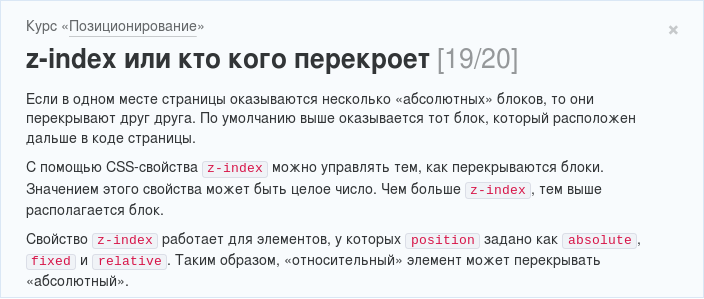 Курс «Позиционирование»
×
z-index или кто кого перекроет [19/20]
Если в одном месте страницы оказываются несколько «абсолютных» блоков, то они
перекрывают друг друга. По умолчанию выше оказывается тот блок, который расположен
дальше в коде страницы.
С помощью CSS-свойства z-index можно управлять тем, как перекрываются блоки.
Значением этого свойства может быть целое число. Чем больше z-index, тем выше
располагается блок.
Свойство z-index работает для элементов, у которых position задано как absolute,
fixed и relative. Таким образом, «относительный» элемент может перекрывать
«абсолютный».